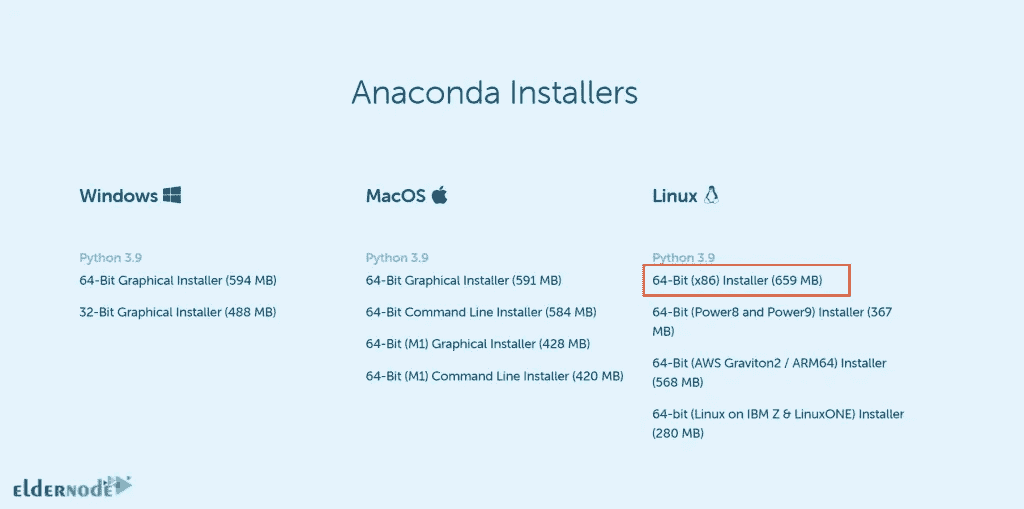 Anaconda Installers
Windows
Python 3.9
64-Bit Graphical Installer (594 MB)
32-Bit Graphical Installer (488 MB)
MacOS
Python 3.9
64-Bit Graphical Installer (591 MB)
64-Bit Command Line Installer (584 MB)
64-Bit (M1) Graphical Installer (428 MB)
64-Bit (M1) Command Line Installer (420 MB)
Linux
Python 3.9
64-Bit (x86) Installer (659 MB)
64-Bit (Power8 and Power9) Installer (367
MB)
64-Bit (AWS Graviton2 / ARM64) Installer
(568 MB)
64-bit (Linux on IBM Z & LinuxONE) Installer
(280 MB)
ELDERNODE